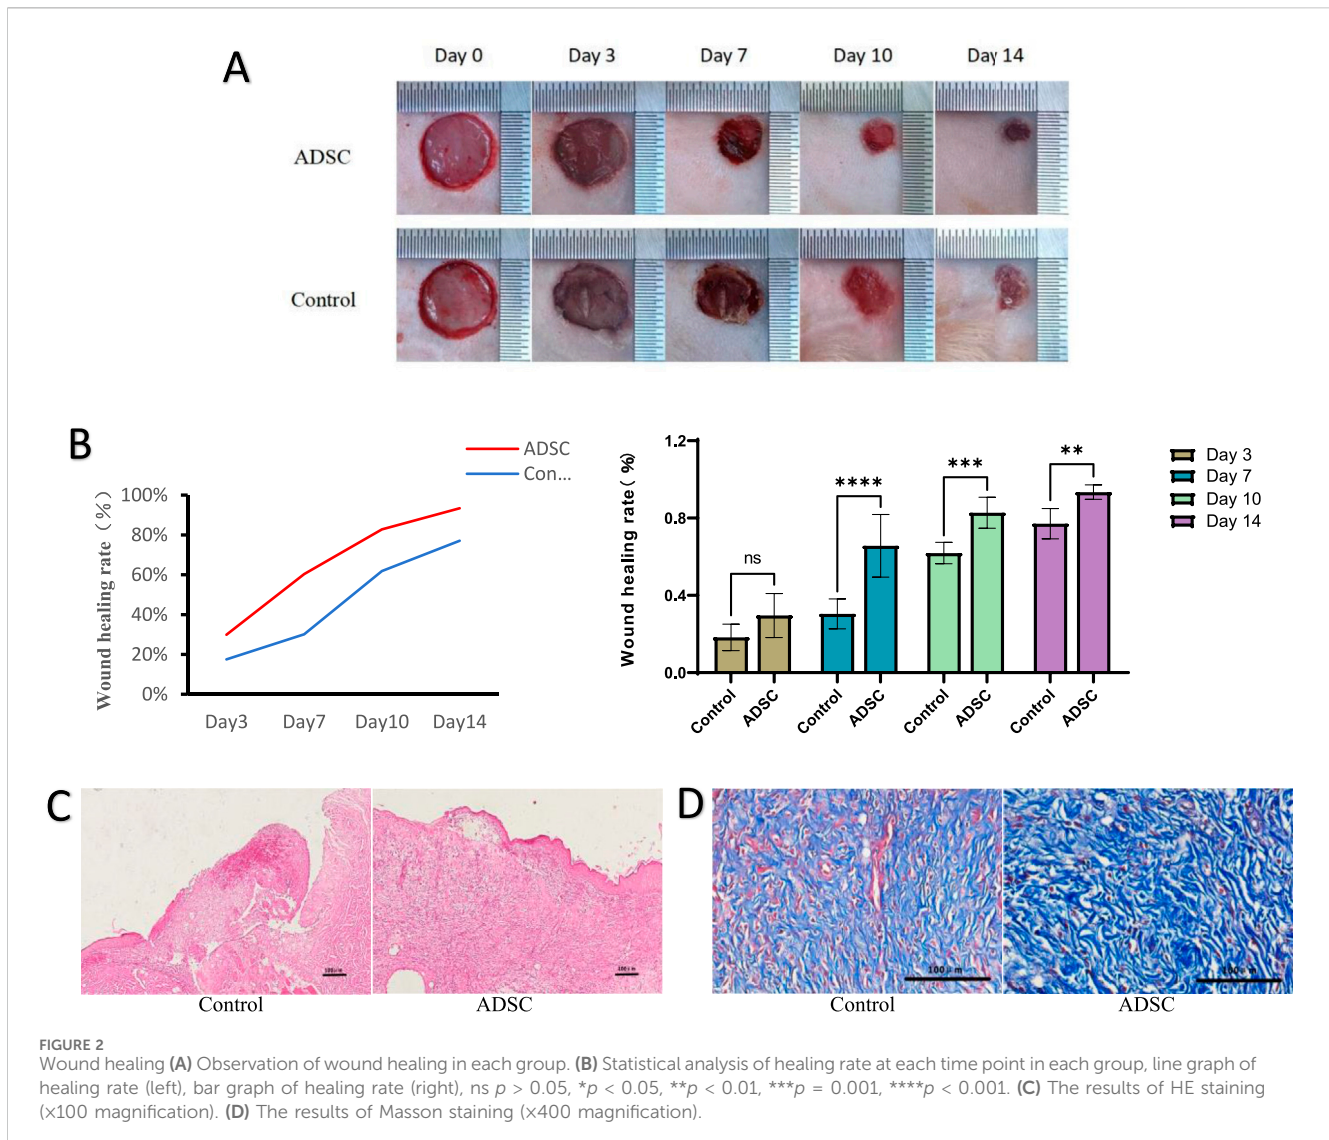 A
Day 0 Day 3 Day 7 Day 10 Day 14
ADSC
Control
B
ADSC
Con...
Wound healing rate（%）
100%
80%
60%
40%
20%
0%
Day3 Day7 Day10 Day14
Wound healing rate（%）
1.2
0.8
0.4
0.0
ns
****
***
**
Control ADSC Control ADSC Control ADSC Control ADSC
Day 3
Day 7
Day 10
Day 14
C
100μm
100μm
Control ADSC
D
100μm
100μm
Control ADSC
FIGURE 2
Wound healing (A) Observation of wound healing in each group. (B) Statistical analysis of healing rate at each time point in each group, line graph of
healing rate (left), bar graph of healing rate (right), ns p > 0.05, *p < 0.05, **p < 0.01, ***p = 0.001, ****p < 0.001. (C) The results of HE staining
(×100 magnification). (D) The results of Masson staining (×400 magnification).